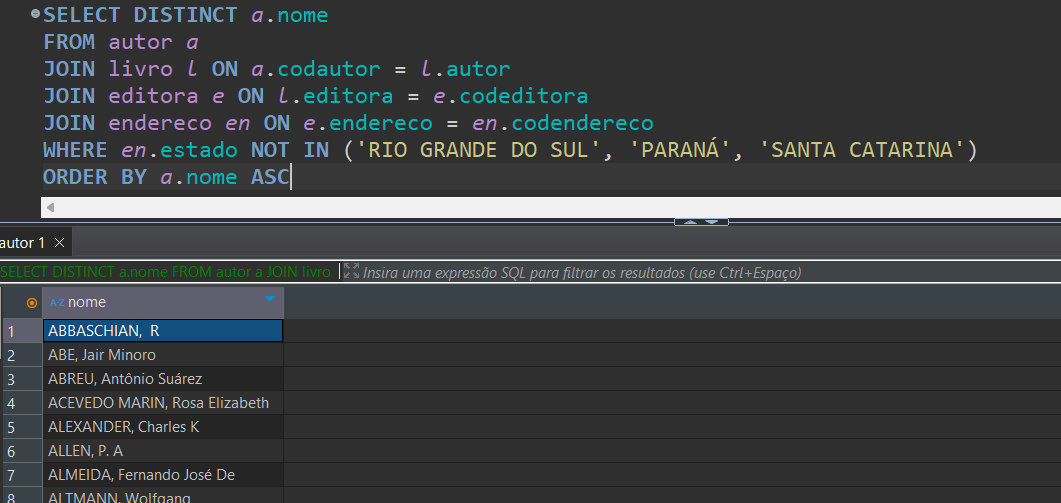 SELECT DISTINCT a.nome
FROM autor a
JOIN livro l ON a.codautor = l.autor
JOIN editora e ON l.editora = e.codeditora
JOIN endereco en ON e.endereco = en.codendereco
WHERE en.estado NOT IN ('RIO GRANDE DO SUL', 'PARANÁ', 'SANTA CATARINA')
ORDER BY a.nome ASC
autor 1 ×
SELECT DISTINCT a.nome FROM autor a JOIN livro Insira uma expressão SQL para filtrar os resultados (use Ctrl+Espaço)
A-Z nome
1 ABBASCHIAN, R
2 ABE, Jair Minoro
3 ABREU, Antônio Suárez
4 ACEVEDO MARIN, Rosa Elizabeth
5 ALEXANDER, Charles K
6 ALLEN, P. A
7 ALMEIDA, Fernando José De
8 ALTMANN, Wolfgang